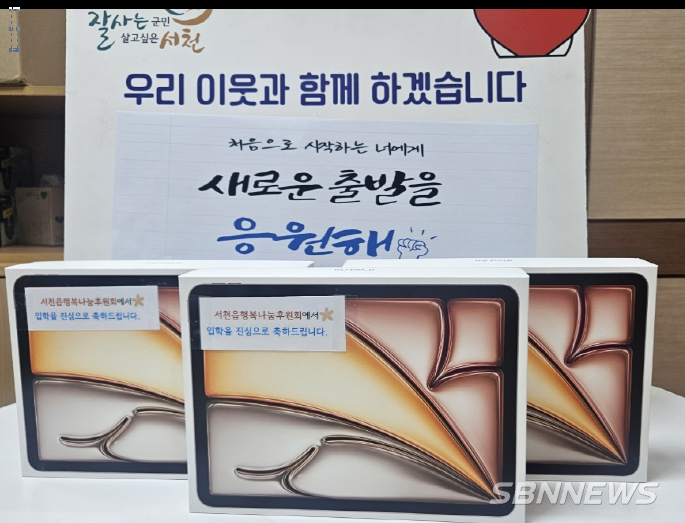 잘사는 군민
살고싶은 서천
우리 이웃과 함께 하겠습니다
처음으로 시작하는 너에게
새로운 출발을
응원해
서천읍행복나눔후원회에서
입학을 진심으로 축하드립니다.
서천읍행복나눔후원회에서
입학을 진심으로 축하드립니다.
SBNNEWS